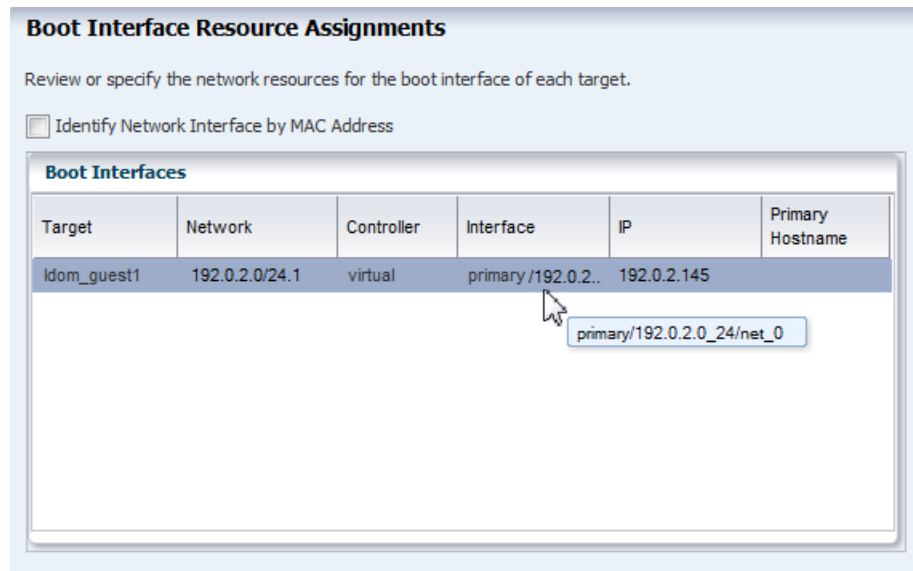 Boot Interface Resource Assignments
Review or specify the network resources for the boot interface of each target.
Identify Network Interface by MAC Address
Boot Interfaces
Target Network Controller Interface IP Primary Hostname
ldom_guest1 192.0.2.0/24.1 virtual primary/192.0.2.. 192.0.2.145
primary/192.0.2.0_24/net_0